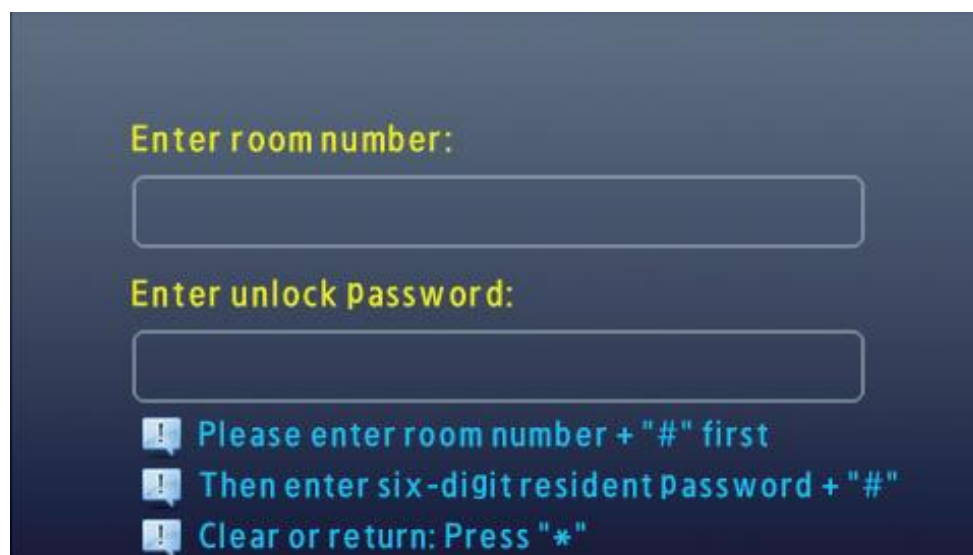 Enter room number:
Enter unlock password:
Please enter room number + "#" first
Then enter six-digit resident password + "#"
Clear or return: Press "*"